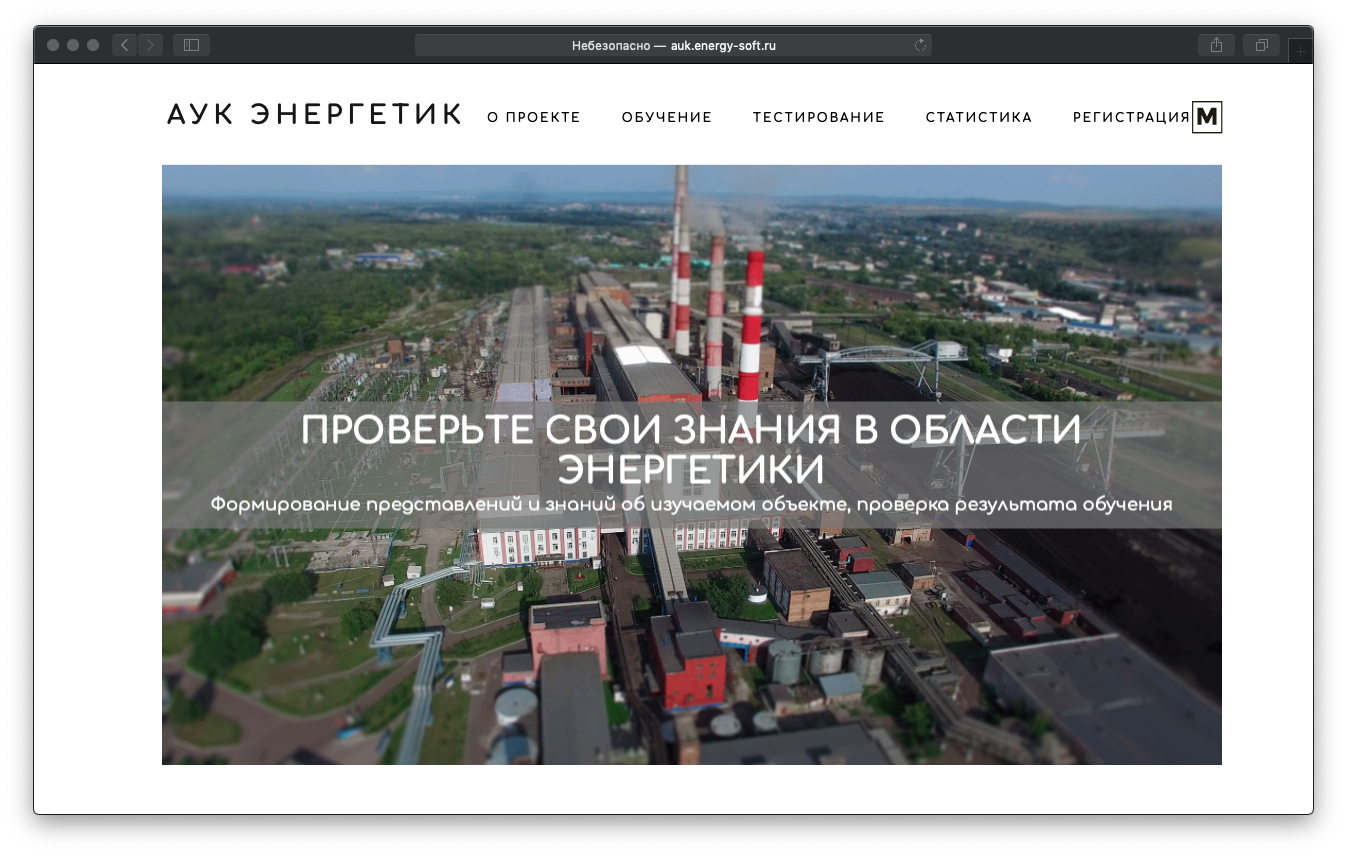 Небезопасно — auk.energy-soft.ru
АУК ЭНЕРГЕТИК О ПРОЕКТЕ ОБУЧЕНИЕ ТЕСТИРОВАНИЕ СТАТИСТИКА РЕГИСТРАЦИЯ М
ПРОВЕРЬТЕ СВОИ ЗНАНИЯ В ОБЛАСТИ
ЭНЕРГЕТИКИ
Формирование представлений и знаний об изучаемом объекте, проверка результата обучения